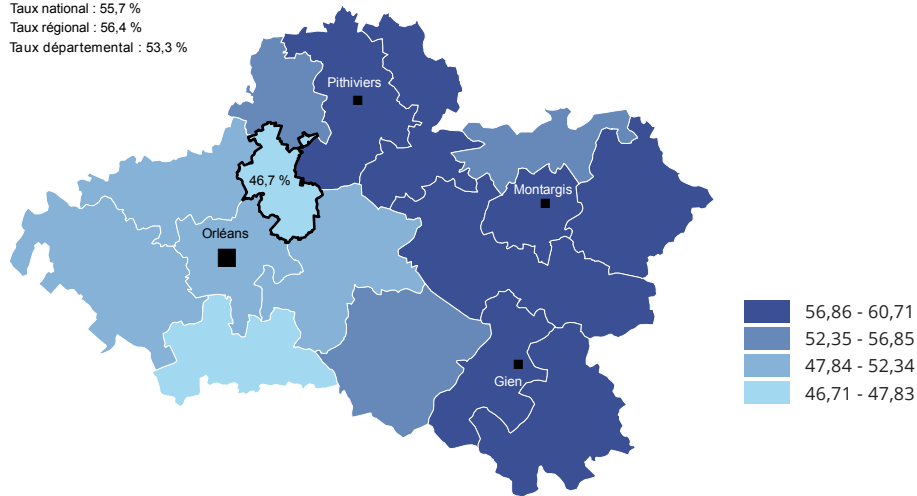 Taux national : 55,7 %
Taux régional : 56,4 %
Taux départemental : 53,3 %
Pithiviers
46,7 %
Montargis
Orléans
Gien
56,86 - 60,71
52,35 - 56,85
47,84 - 52,34
46,71 - 47,83